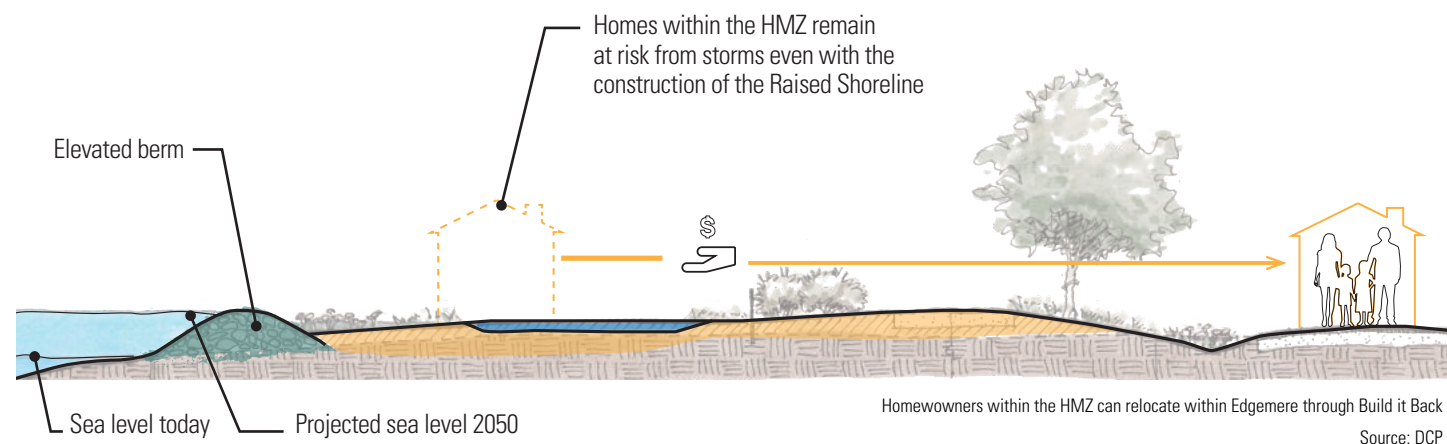 Homes within the HMZ remain
at risk from storms even with the
construction of the Raised Shoreline
Elevated berm
$
Sea level today
Projected sea level 2050
Homewowners within the HMZ can relocate within Edgemere through Build it Back
Source: DCP